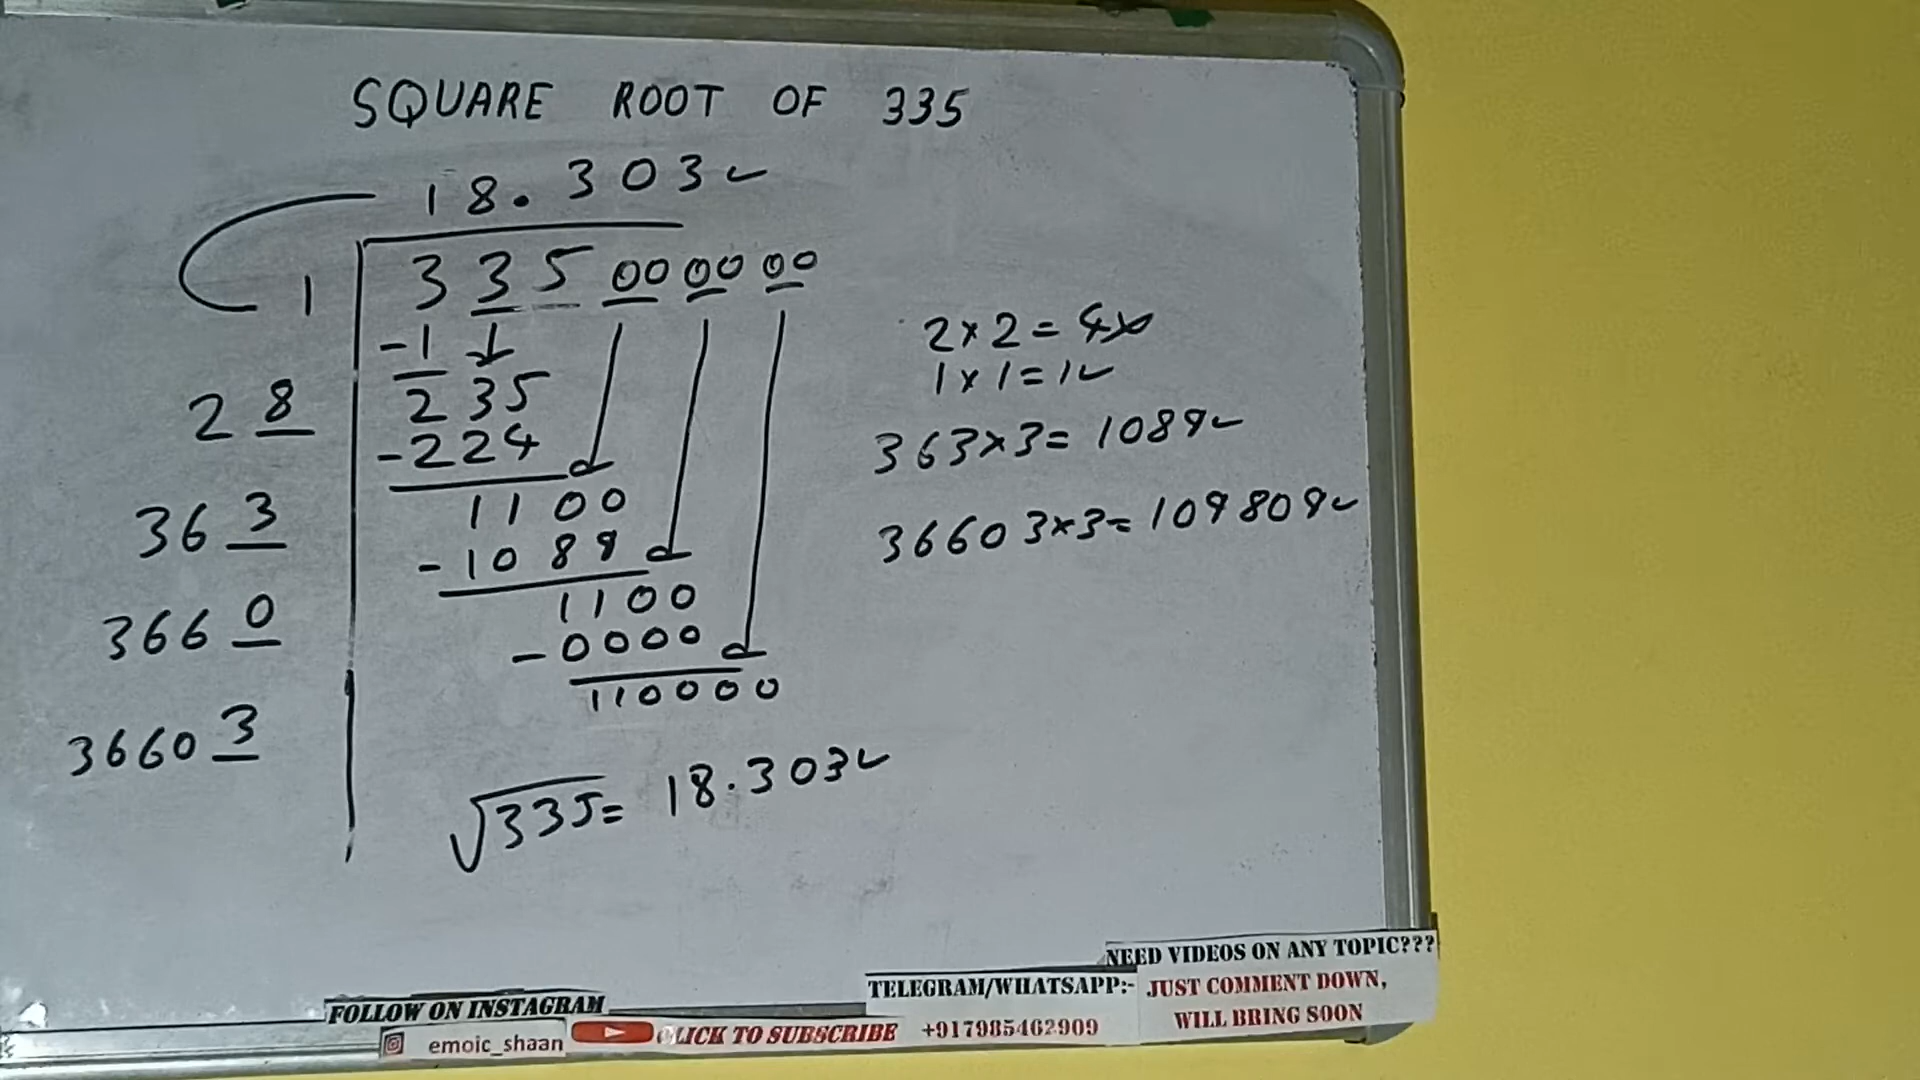 SQUARE ROOT OF 335
18.303
1 335 00 00 00
-1
28 235
-224
363 1100
-1089
3660 1100
-0000
36603 110000
√335 = 18.303
2×2=4×
1×1=1
363×3=1089
36603×3=109809
NEED VIDEOS ON ANY TOPIC???
JUST COMMENT DOWN,
WILL BRING SOON
TELEGRAM/WHATSAPP:-
+917985462909
FOLLOW ON INSTAGRAM
emoic_shaan
CLICK TO SUBSCRIBE